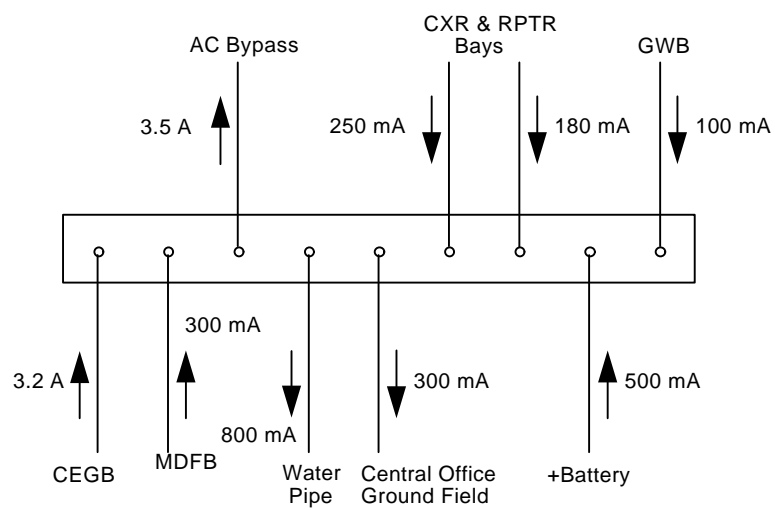 CXR & RPTR
Bays
AC Bypass
GWB
3.5 A
250 mA
180 mA
100 mA
300 mA
3.2 A
300 mA
500 mA
800 mA
CEGB
MDFB
Water
Pipe
Central Office
Ground Field
+Battery